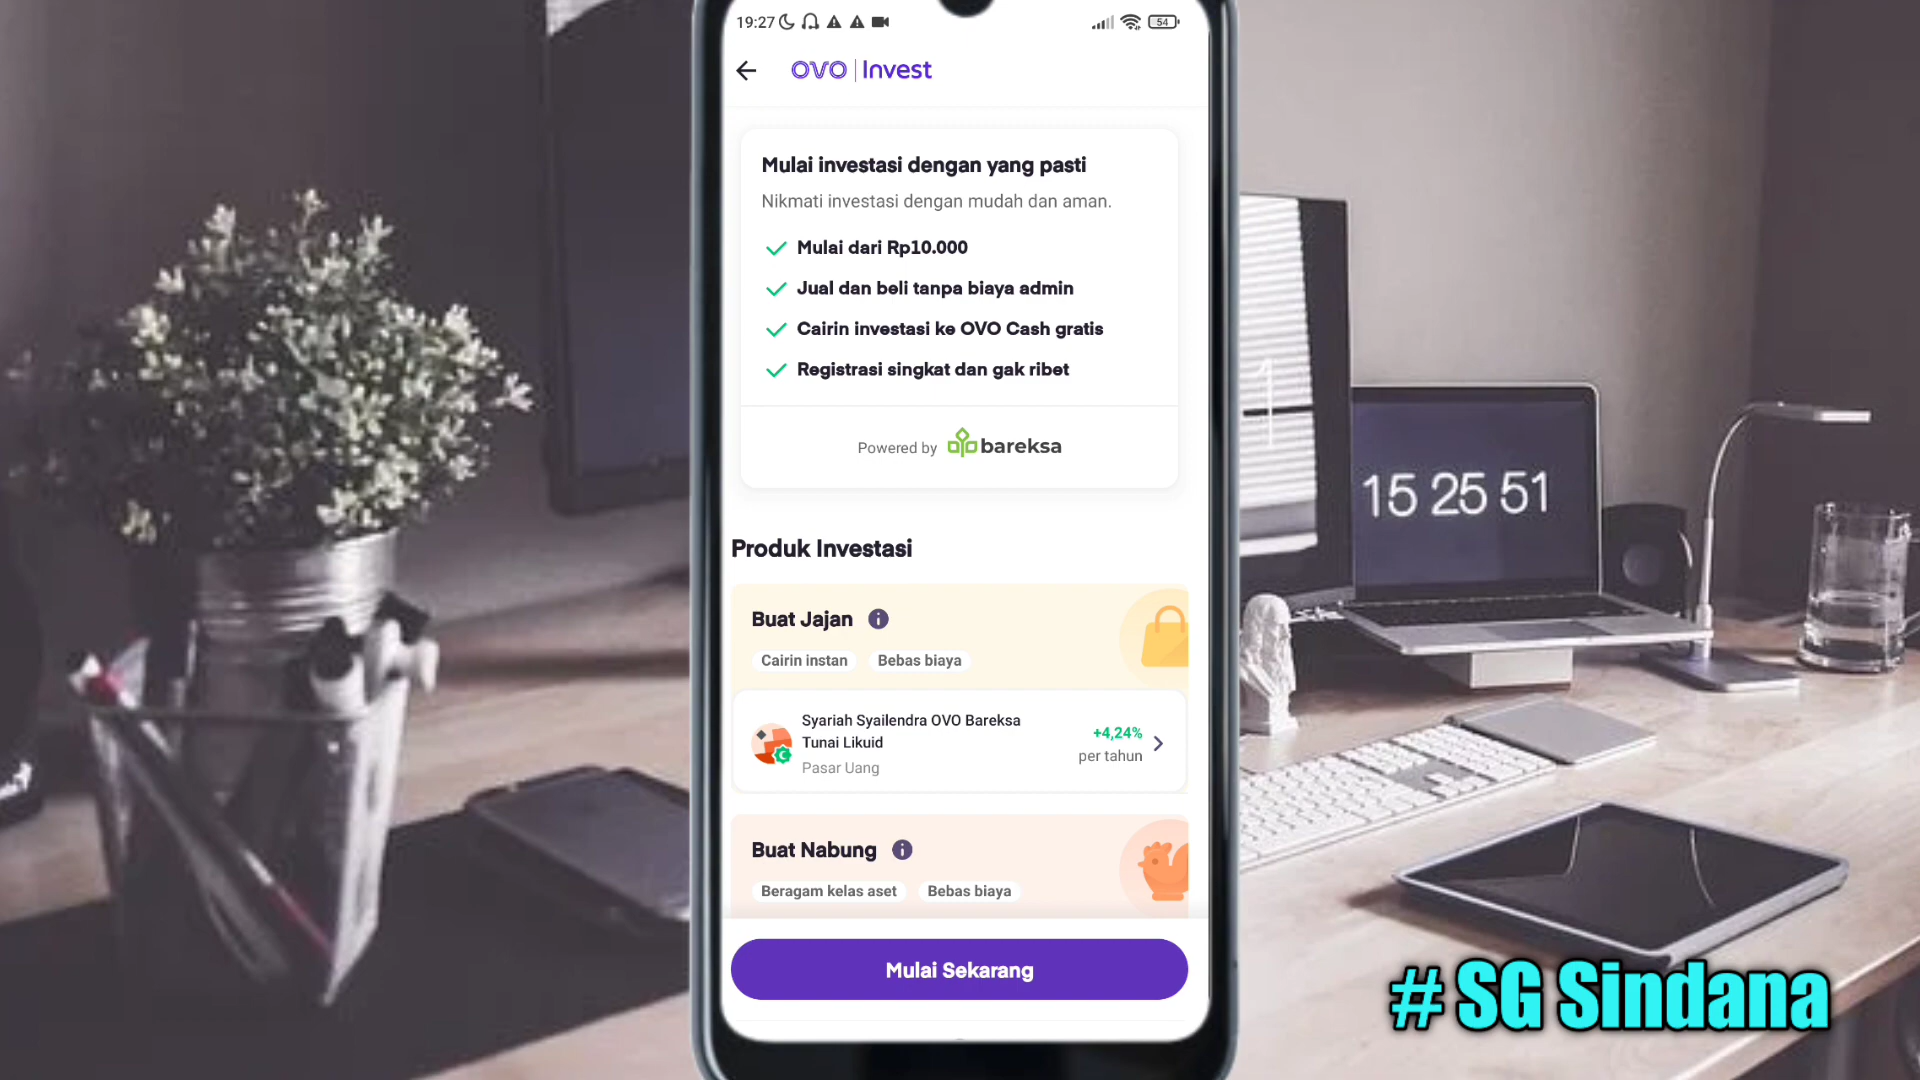 19:27
54
OVO | Invest
Mulai investasi dengan yang pasti
Nikmati investasi dengan mudah dan aman.
Mulai dari Rp10.000
Jual dan beli tanpa biaya admin
Cairin investasi ke OVO Cash gratis
Registrasi singkat dan gak ribet
Powered by bareksa
15 25 51
Produk Investasi
Buat Jajan
Cairin instan
Bebas biaya
Syariah Syailendra OVO Bareksa
Tunai Likuid
Pasar Uang
+4,24%
per tahun
Buat Nabung
Beragam kelas aset
Bebas biaya
Mulai Sekarang
# SG Sindana